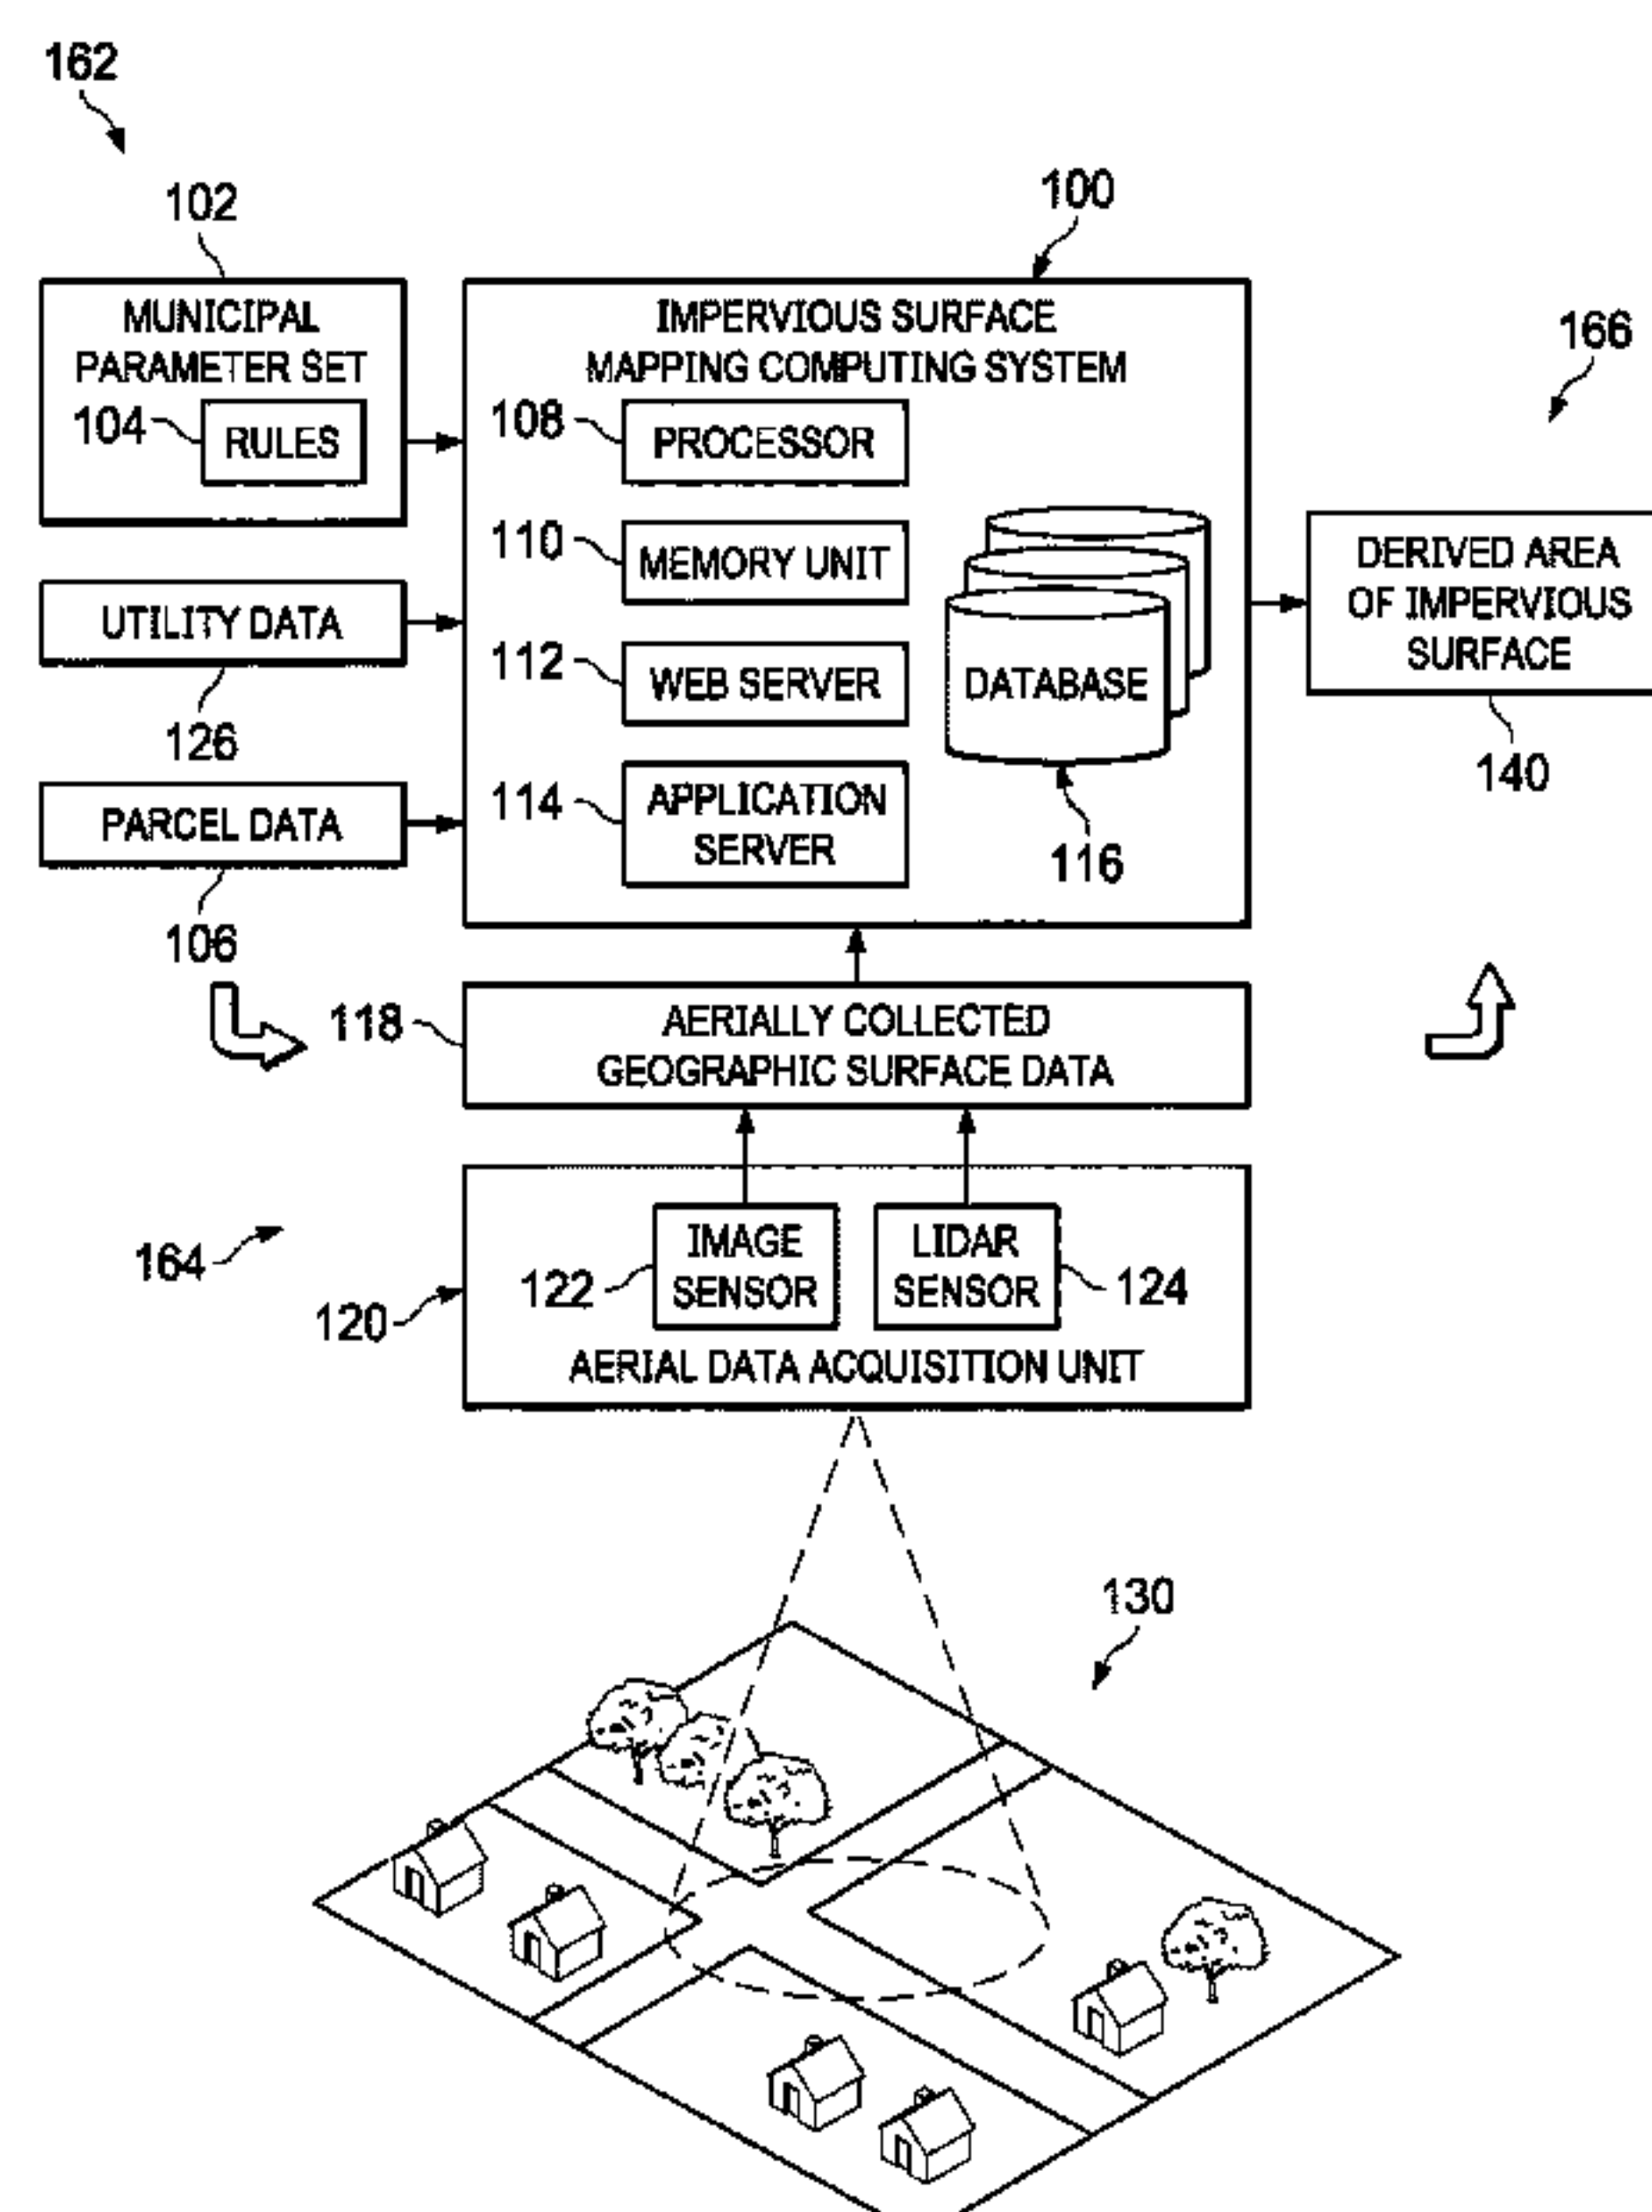 162
102
100
MUNICIPAL
PARAMETER SET
104
RULES
IMPERVIOUS SURFACE
MAPPING COMPUTING SYSTEM
166
108
PROCESSOR
110
MEMORY UNIT
DERIVED AREA
OF IMPERVIOUS
SURFACE
UTILITY DATA
126
112
WEB SERVER
DATABASE
140
PARCEL DATA
106
114
APPLICATION
SERVER
116
118
AERIALLY COLLECTED
GEOGRAPHIC SURFACE DATA
164
120
122
IMAGE
SENSOR
LIDAR
SENSOR
124
AERIAL DATA ACQUISITION UNIT
130